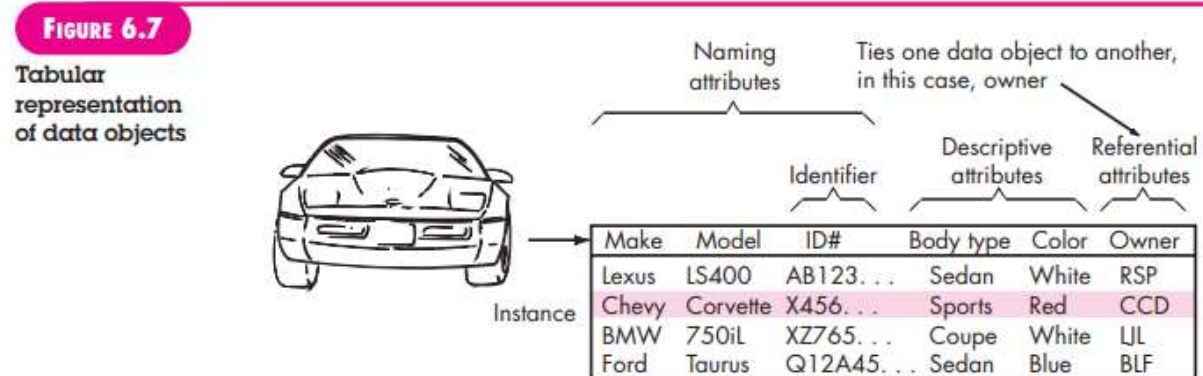 FIGURE 6.7
Tabular
representation
of data objects
Naming
attributes
Ties one data object to another,
in this case, owner
Identifier
Descriptive
attributes
Referential
attributes
Instance
Make Model ID# Body type Color Owner
Lexus LS400 AB123. . . Sedan White RSP
Chevy Corvette X456. . . Sports Red CCD
BMW 750iL XZ765. . . Coupe White LJL
Ford Taurus Q12A45. . . Sedan Blue BLF